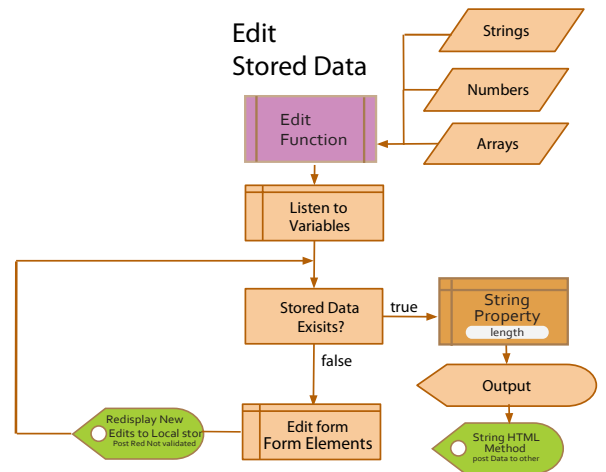 Edit
Stored Data
Strings
Numbers
Arrays
Edit
Function
Listen to
Variables
Stored Data
Exisits?
true
String
Property
length
false
Output
Redisplay New
Edits to Local stor
Post Red Not validated
Edit form
Form Elements
String HTML
Method
post Data to other